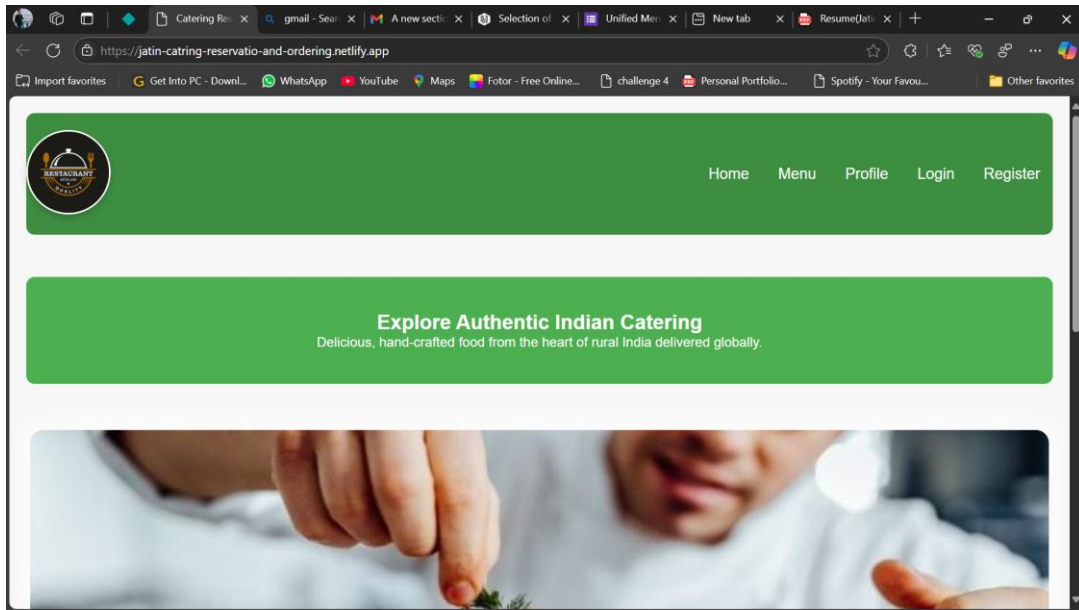 Catering Res
gmail - Sear
A new sectic
Selection of
Unified Men
New tab
Resume(Jati
https://jatin-catring-reservatio-and-ordering.netlify.app
Import favorites
Get Into PC - Downl...
WhatsApp
YouTube
Maps
Fotor - Free Online...
challenge 4
Personal Portfolio...
Spotify - Your Favou...
Other favorites
RESTAURANT
QUALITY
Home
Menu
Profile
Login
Register
Explore Authentic Indian Catering
Delicious, hand-crafted food from the heart of rural India delivered globally.